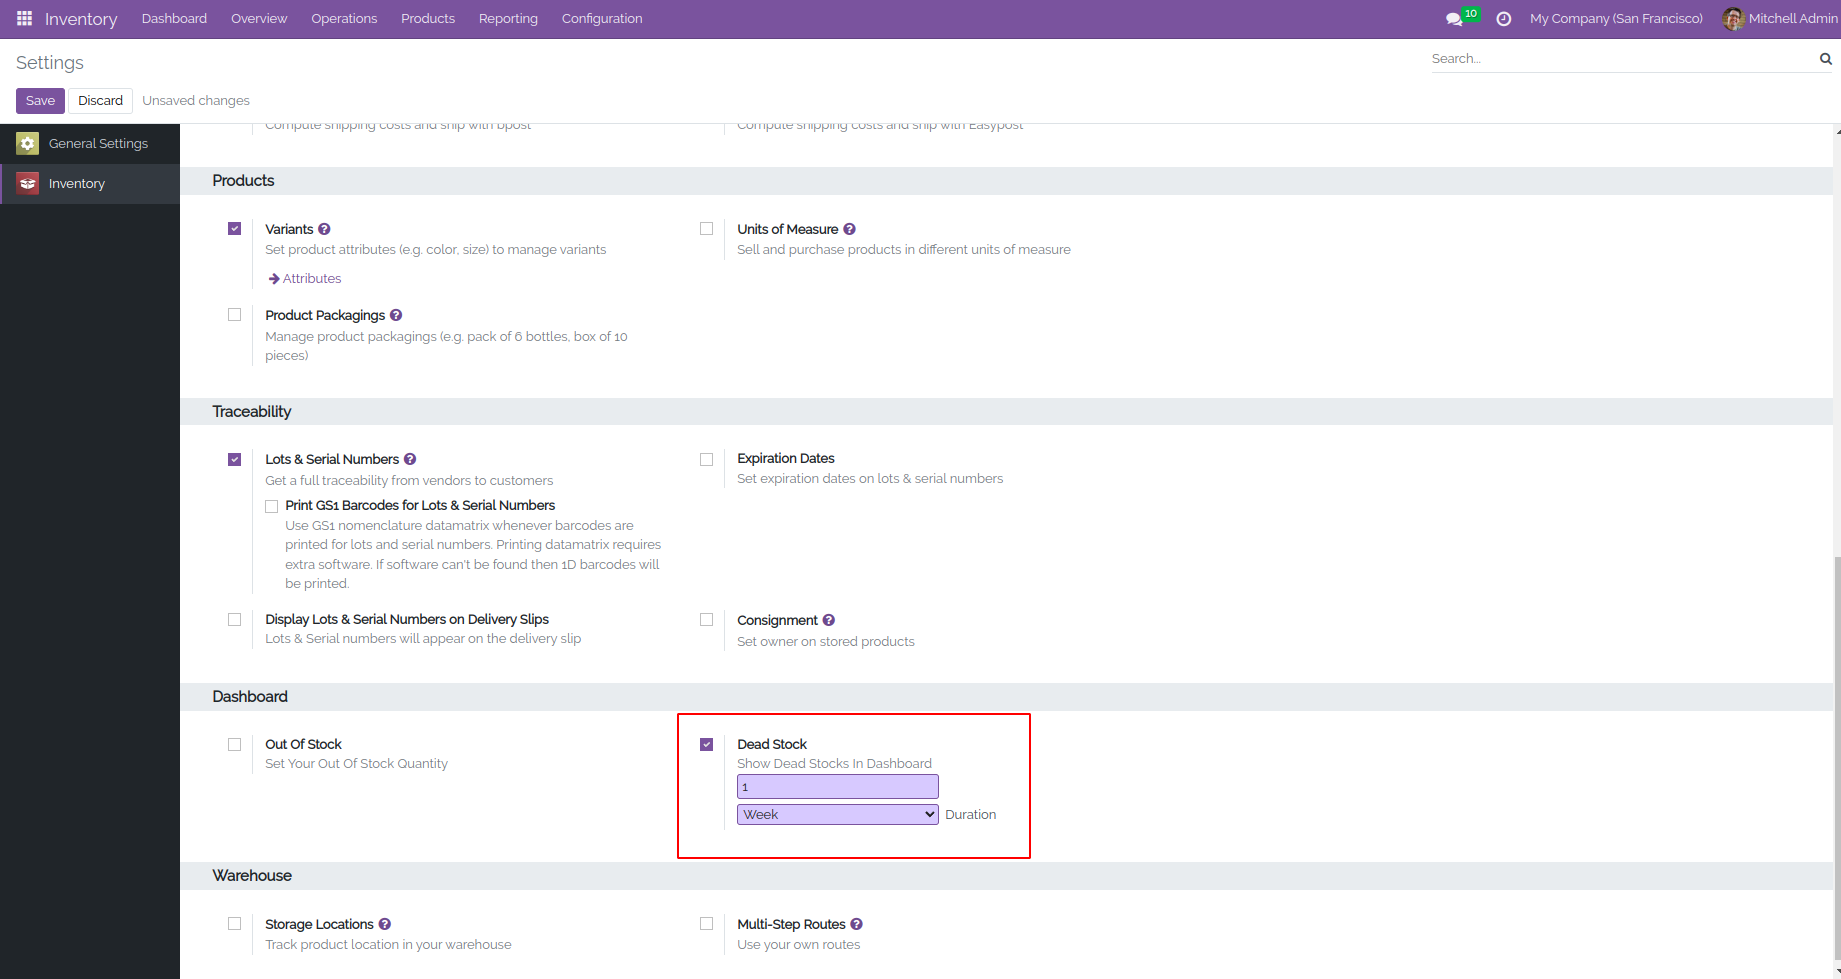 Inventory Dashboard Overview Operations Products Reporting Configuration 10 My Company (San Francisco) Mitchell Admin
Settings
Search...
Save Discard Unsaved changes
General Settings
Inventory
Compute shipping costs and ship with bpost
Compute shipping costs and ship with Easypost
Products
Variants ?
Set product attributes (e.g. color, size) to manage variants
Attributes
Units of Measure ?
Sell and purchase products in different units of measure
Product Packagings ?
Manage product packagings (e.g. pack of 6 bottles, box of 10
pieces)
Traceability
Lots & Serial Numbers ?
Get a full traceability from vendors to customers
Print GS1 Barcodes for Lots & Serial Numbers
Use GS1 nomenclature datamatrix whenever barcodes are
printed for lots and serial numbers. Printing datamatrix requires
extra software. If software can't be found then 1D barcodes will
be printed.
Expiration Dates
Set expiration dates on lots & serial numbers
Display Lots & Serial Numbers on Delivery Slips
Lots & Serial numbers will appear on the delivery slip
Consignment ?
Set owner on stored products
Dashboard
Out Of Stock
Set Your Out Of Stock Quantity
Dead Stock
Show Dead Stocks In Dashboard
1
Week Duration
Warehouse
Storage Locations ?
Track product location in your warehouse
Multi-Step Routes ?
Use your own routes